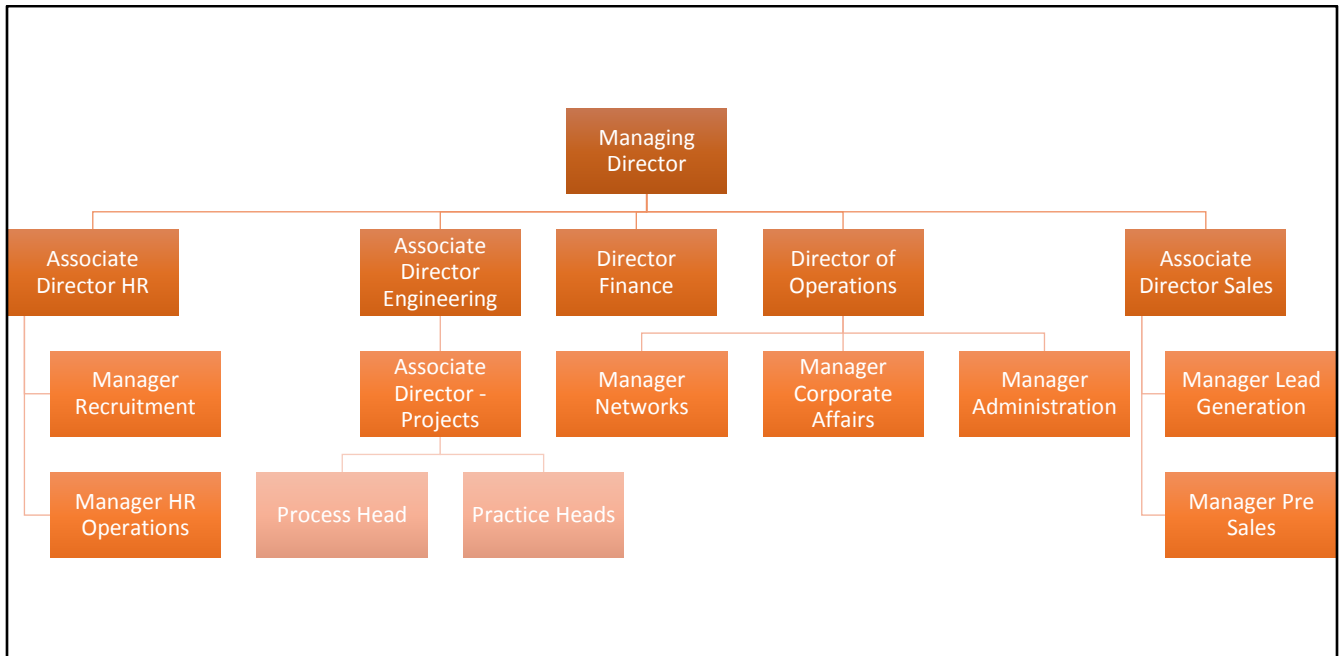 Managing
Director
Associate
Director HR
Associate
Director
Engineering
Director
Finance
Director of
Operations
Associate
Director Sales
Manager
Recruitment
Associate
Director -
Projects
Manager
Networks
Manager
Corporate
Affairs
Manager
Administration
Manager Lead
Generation
Manager HR
Operations
Process Head
Practice Heads
Manager Pre
Sales